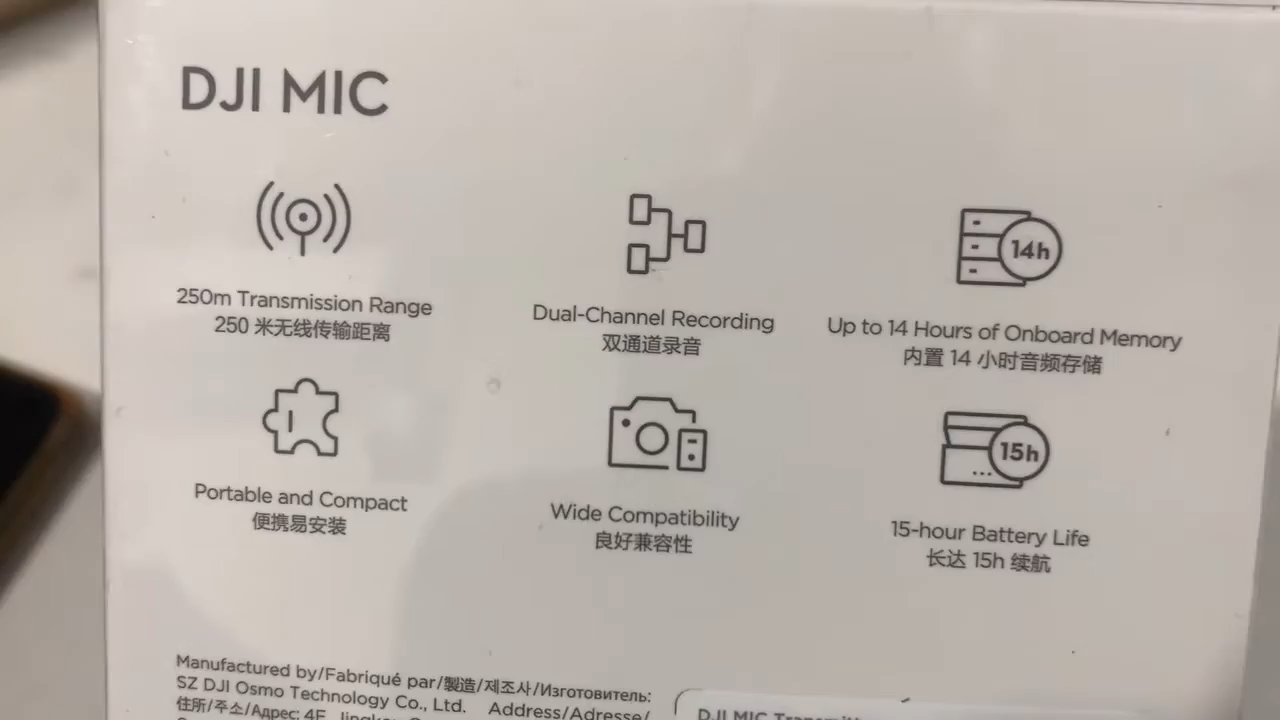 DJI MIC
250m Transmission Range
250 米无线传输距离
Dual-Channel Recording
双通道录音
14h
Up to 14 Hours of Onboard Memory
内置 14 小时音频存储
Portable and Compact
便携易安装
Wide Compatibility
良好兼容性
15h
15-hour Battery Life
长达 15h 续航
Manufactured by/Fabriqué par/製造/제조사/Изготовитель:
SZ DJI Osmo Technology Co., Ltd. Address/Adresse/
住所/주소/Адрес: 4F,
DJI MIC